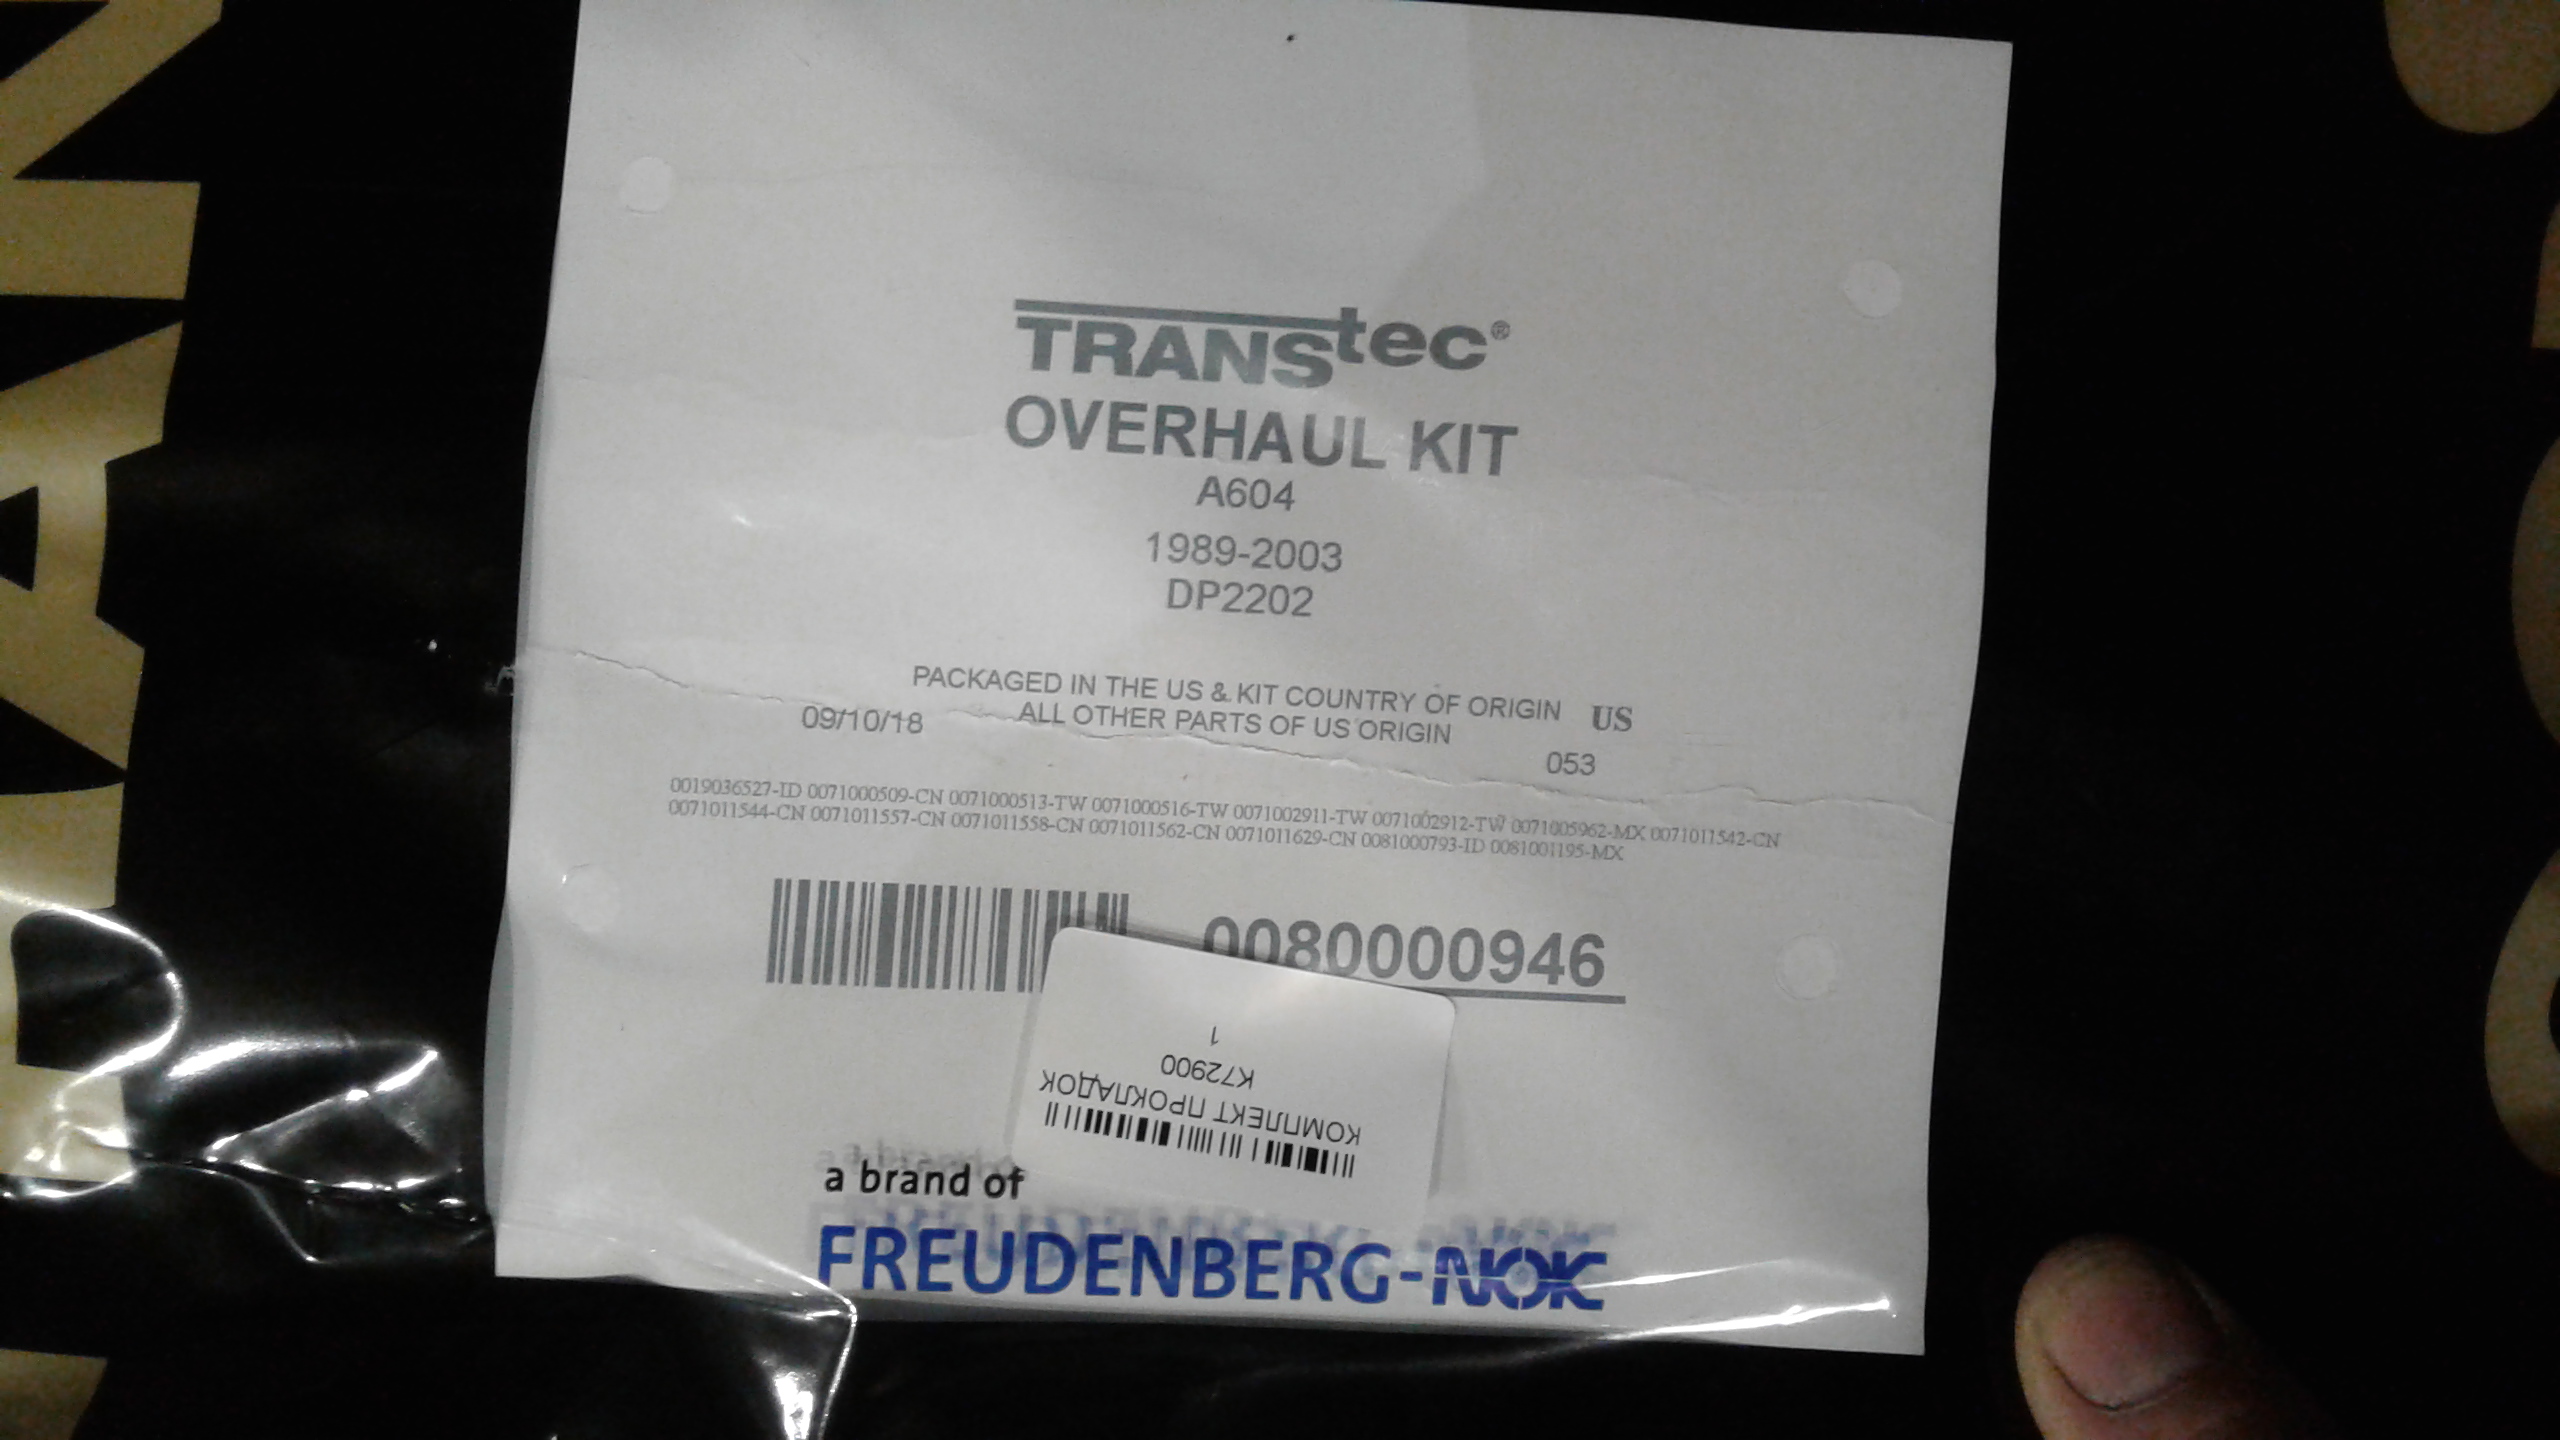 TRANStec®
OVERHAUL KIT
A604
1989-2003
DP2202
PACKAGED IN THE US & KIT COUNTRY OF ORIGIN US
ALL OTHER PARTS OF US ORIGIN
09/10/18
053
0019036527-ID 0071000509-CN 0071000513-TW 0071000516-TW 0071002911-TW 0071002912-TW 0071005962-MX 0071011542-CN
0071011544-CN 0071011557-CN 0071011558-CN 0071011562-CN 0071011629-CN 0081000793-ID 0081001195-MX
0080000946
КОМПЛЕКТ ПРОКЛАДОК
K72900
1
a brand of
FREUDENBERG-NOK